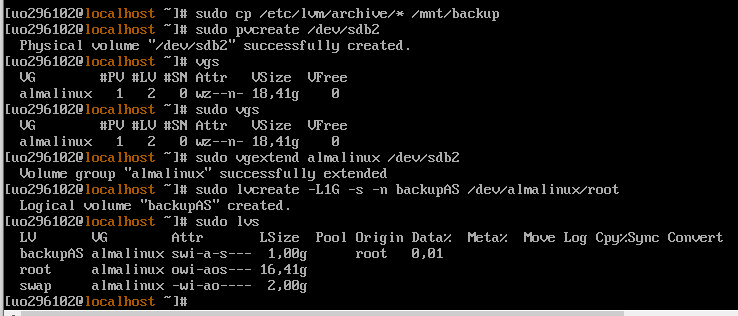 [uo296102@localhost ~]# sudo cp /etc/lvm/archive/* /mnt/backup
[uo296102@localhost ~]# sudo pvcreate /dev/sdb2
  Physical volume "/dev/sdb2" successfully created.
[uo296102@localhost ~]# vgs
  VG        #PV #LV #SN Attr   VSize  VFree
  almalinux   1   2   0 wz--n- 18,41g    0
[uo296102@localhost ~]# sudo vgs
  VG        #PV #LV #SN Attr   VSize  VFree
  almalinux   1   2   0 wz--n- 18,41g    0
[uo296102@localhost ~]# sudo vgextend almalinux /dev/sdb2
  Volume group "almalinux" successfully extended
[uo296102@localhost ~]# sudo lvcreate -L1G -s -n backupAS /dev/almalinux/root
  Logical volume "backupAS" created.
[uo296102@localhost ~]# sudo lvs
  LV       VG        Attr       LSize  Pool Origin Data%  Meta%  Move Log Cpy%Sync Convert
  backupAS almalinux swi-a-s---  1,00g      root   0,01
  root     almalinux owi-aos--- 16,41g
  swap     almalinux -wi-ao----  2,00g
[uo296102@localhost ~]#